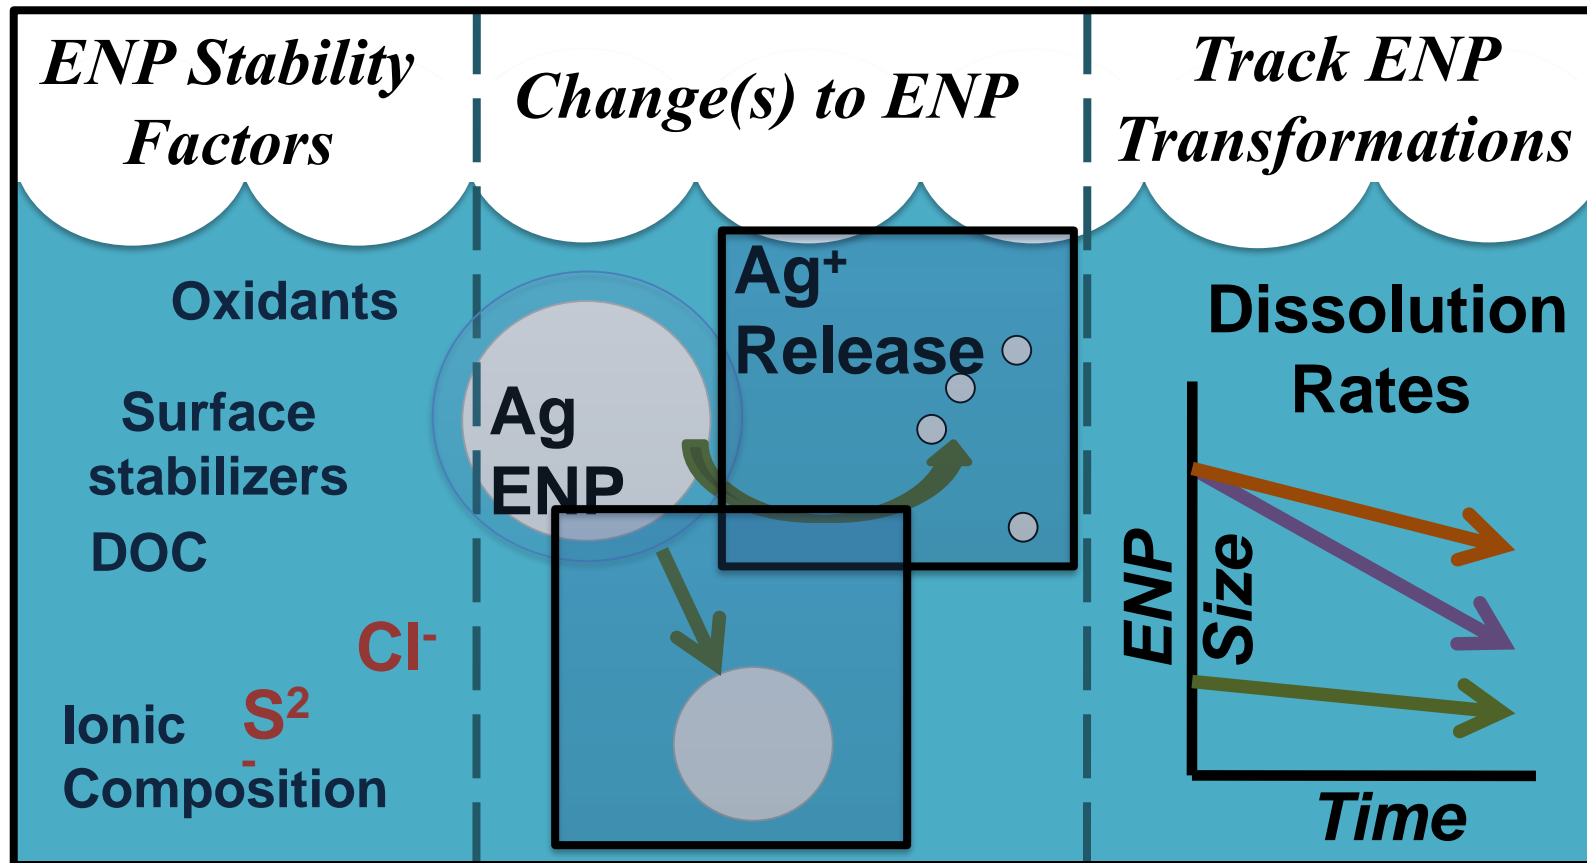 ENP Stability
Factors
Change(s) to ENP
Track ENP
Transformations
Oxidants
Surface
stabilizers
DOC
Cl-
S2
-
Ionic
Composition
Ag
ENP
Ag+
Release
Dissolution
Rates
ENP
Size
Time